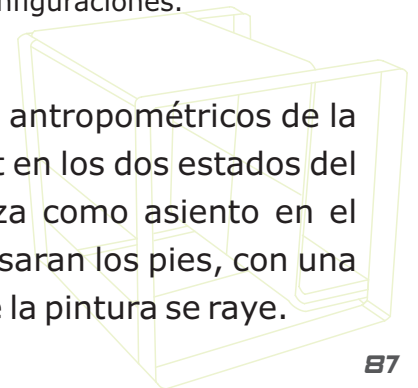 nfiguraciones.
antropométricos de la
t en los dos estados del
za como asiento en el
saran los pies, con una
e la pintura se raye.
87